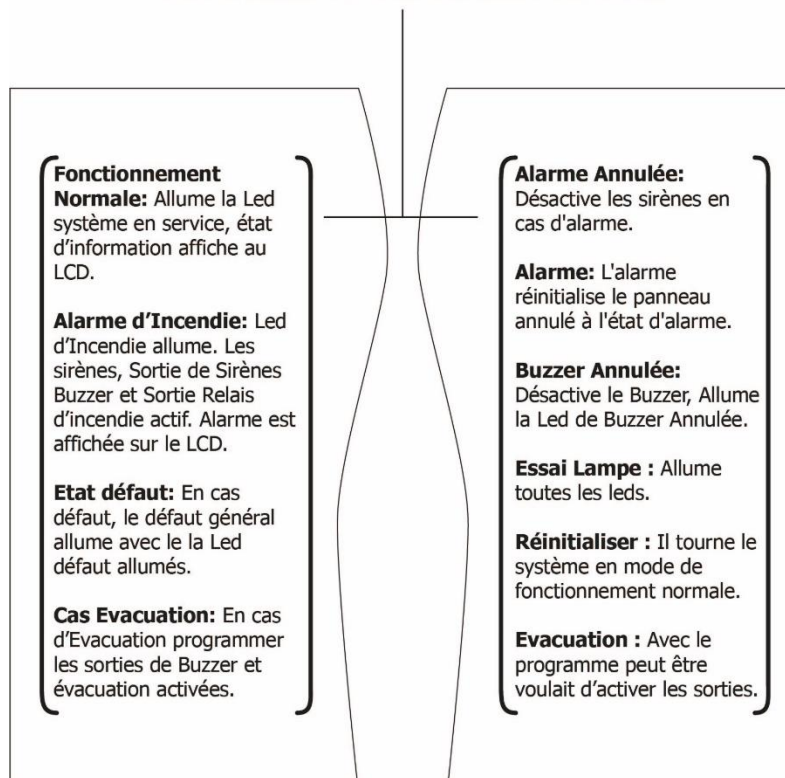 Fonctionnement
Normale: Allume la Led
système en service, état
d’information affiche au
LCD.
Alarme d’Incendie: Led
d’Incendie allume. Les
sirènes, Sortie de Sirènes
Buzzer et Sortie Relais
d’incendie actif. Alarme est
affichée sur le LCD.
Etat défaut: En cas
défaut, le défaut général
allume avec le la Led
défaut allumés.
Cas Evacuation: En cas
d’Evacuation programmer
les sorties de Buzzer et
évacuation activées.
Alarme Annulée:
Désactive les sirènes en
cas d'alarme.
Alarme: L'alarme
réinitialise le panneau
annulé à l'état d'alarme.
Buzzer Annulée:
Désactive le Buzzer, Allume
la Led de Buzzer Annulée.
Essai Lampe : Allume
toutes les leds.
Réinitialiser : Il tourne le
système en mode de
fonctionnement normale.
Evacuation : Avec le
programme peut être
voulait d’activer les sorties.